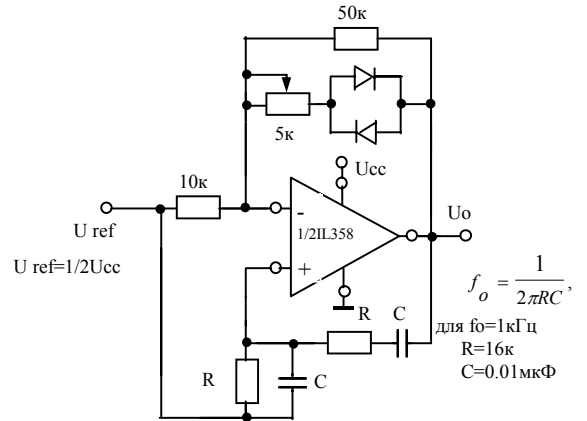 50к
5к
Ucc
10к
U ref
-
1/2IL358
Uo
U ref=1/2Ucc
+
R
C
f_o = 1/(2πRC),
для fo=1кГц
R=16к
C=0.01мкФ
R
C